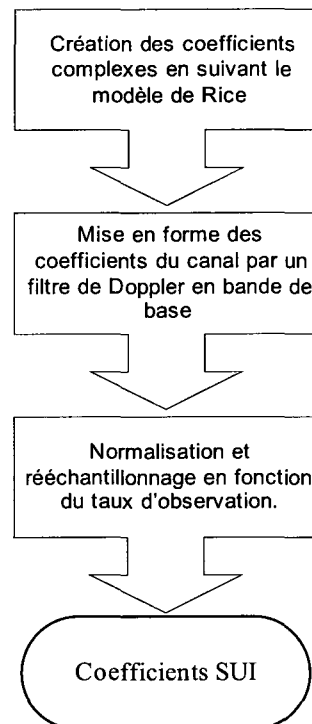 Création des coefficients
complexes en suivant le
modèle de Rice
Mise en forme des
coefficients du canal par un
filtre de Doppler en bande de
base
Normalisation et
rééchantillonnage en fonction
du taux d'observation.
Coefficients SUI